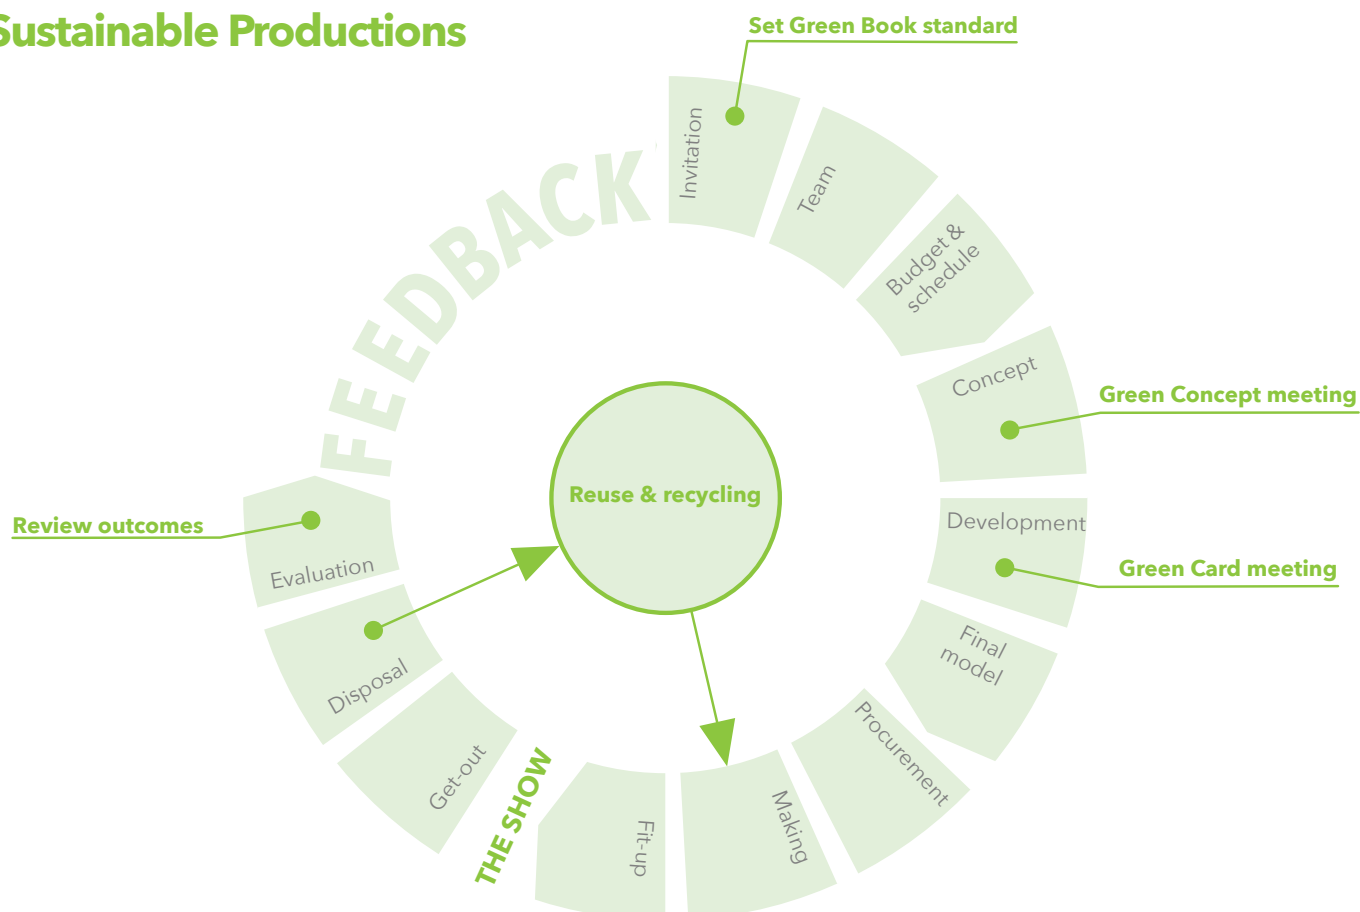 Sustainable Productions
Set Green Book standard
Invitation
Team
Budget &
schedule
Concept
Green Concept meeting
Development
Green Card meeting
Final
model
Procurement
Making
Fit-up
THE SHOW
Get-out
Disposal
Evaluation
Review outcomes
FEEDBACK
Reuse & recycling